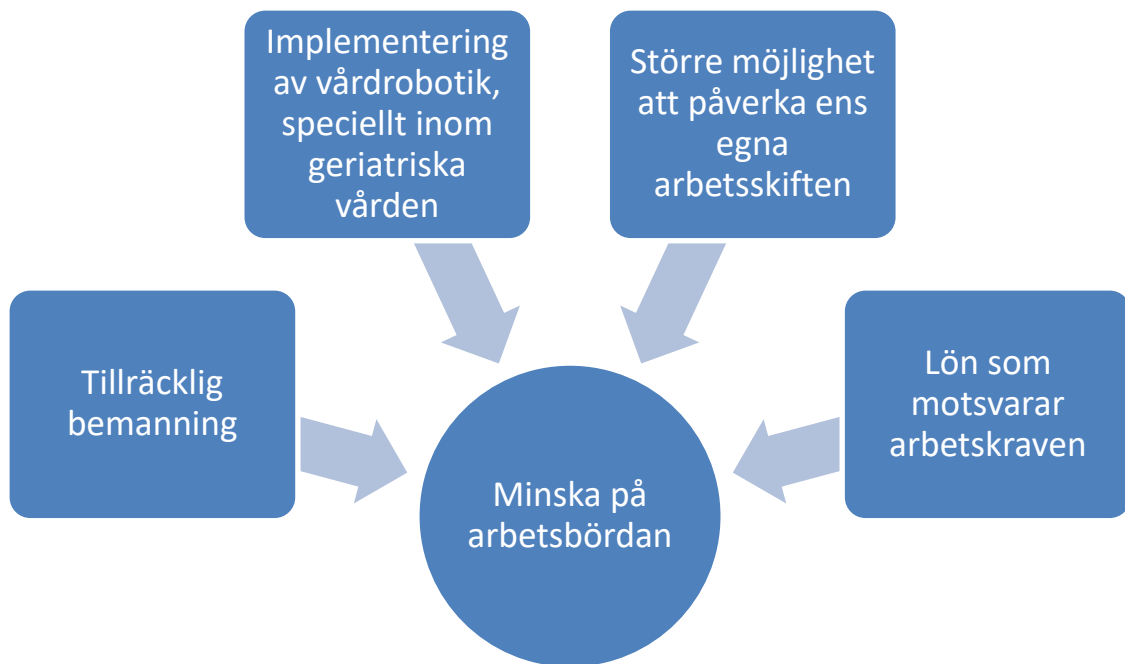 Implementering
av vårdrobotik,
speciellt inom
geriatriska
vården
Större möjlighet
att påverka ens
egna
arbetsskiften
Tillräcklig
bemanning
Lön som
motsvarar
arbetskraven
Minska på
arbetsbördan